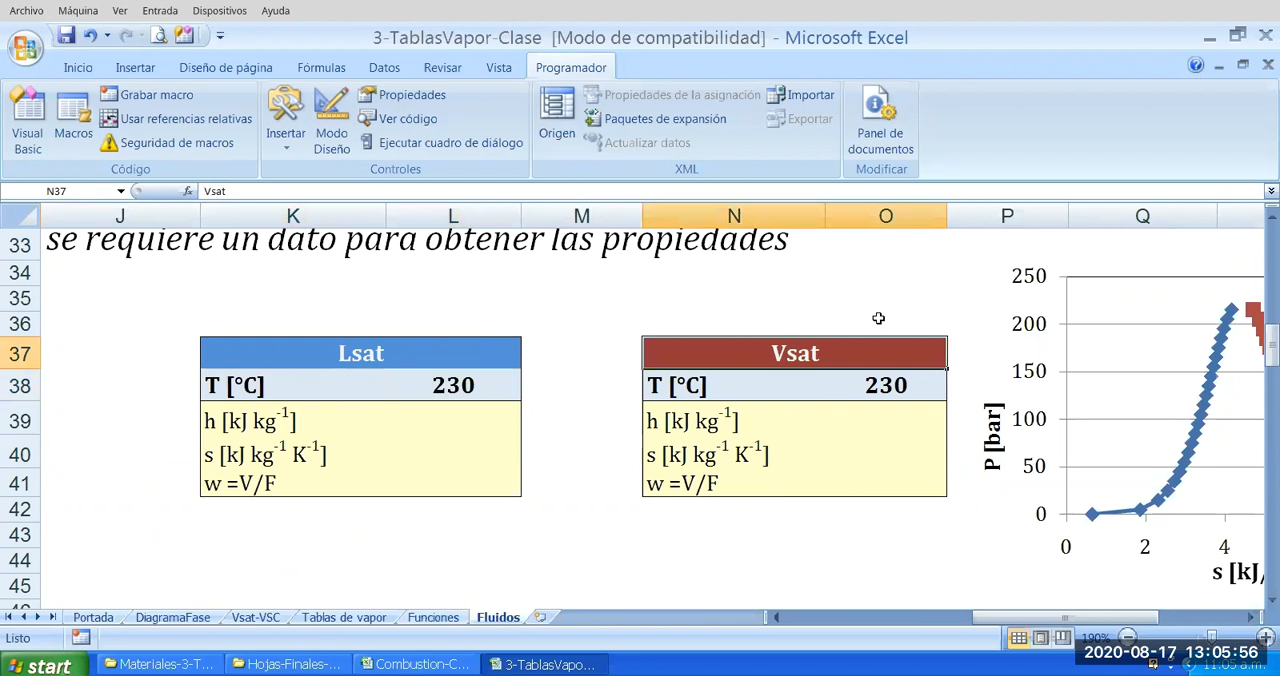 Archivo Máquina Ver Entrada Dispositivos Ayuda
3-TablasVapor-Clase [Modo de compatibilidad] - Microsoft Excel
Inicio Insertar Diseño de página Fórmulas Datos Revisar Vista Programador
Visual Basic
Macros
Grabar macro
Usar referencias relativas
Seguridad de macros
Código
Insertar
Modo Diseño
Propiedades
Ver código
Ejecutar cuadro de diálogo
Controles
Origen
Propiedades de la asignación
Paquetes de expansión
Actualizar datos
Importar
Exportar
XML
Panel de documentos
Modificar
N37 fx Vsat
J K L M N O P Q
33 se requiere un dato para obtener las propiedades
34
35
36
37 Lsat Vsat
38 T [°C] 230 T [°C] 230
39 h [kJ kg-1] h [kJ kg-1]
40 s [kJ kg-1 K-1] s [kJ kg-1 K-1]
41 w =V/F w =V/F
42
43
44
45
250
200
150
100
50
0
P [bar]
0 2 4
s [kJ/
Portada DiagramaFase Vsat-VSC Tablas de vapor Funciones Fluidos
Listo 190%
2020-08-17 13:05:56
start Materiales-3-T... Hojas-Finales-... Combustion-C... 3-TablasVapo... 11:05 a.m.